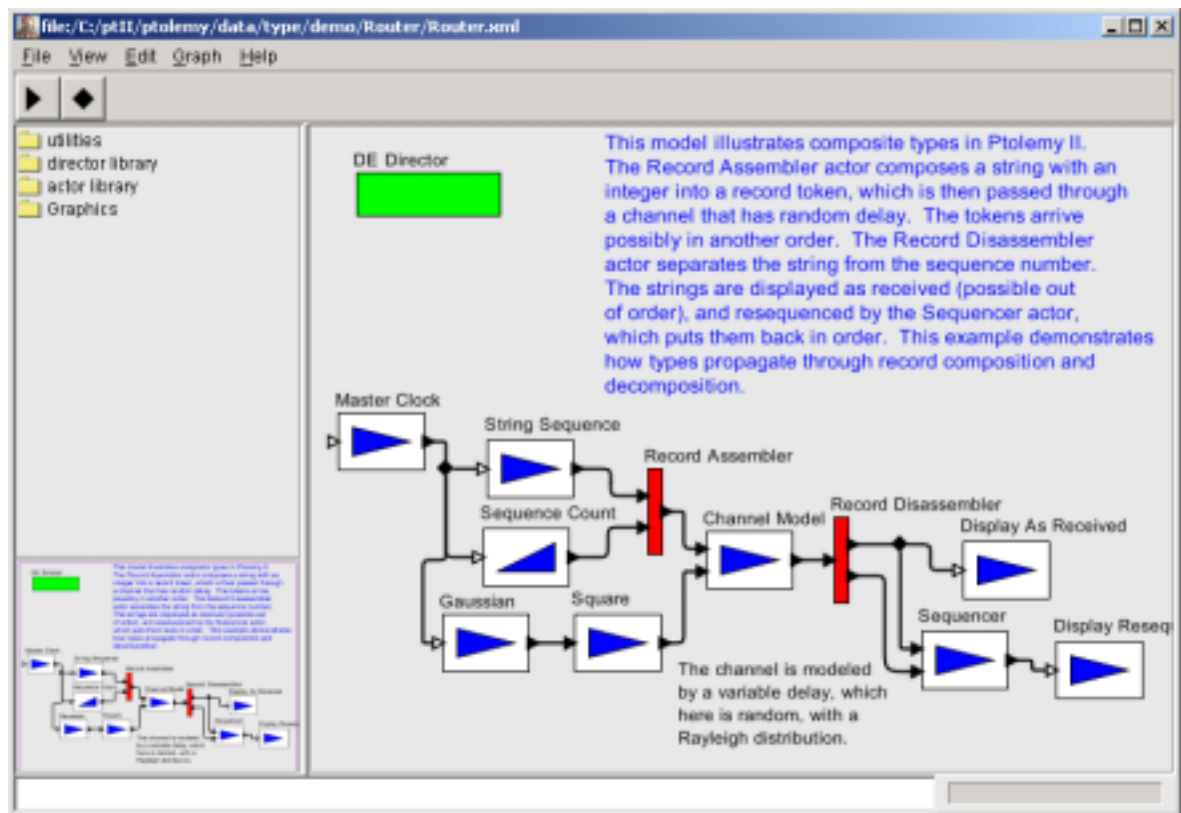 file:/C:/ptII/ptolemy/data/type/demo/Router/Router.xml
File View Edit Graph Help
utilities
director library
actor library
Graphics
DE Director
This model illustrates composite types in Ptolemy II.
The Record Assembler actor composes a string with an
integer into a record token, which is then passed through
a channel that has random delay. The tokens arrive
possibly in another order. The Record Disassembler
actor separates the string from the sequence number.
The strings are displayed as received (possible out
of order), and resequenced by the Sequencer actor,
which puts them back in order. This example demonstrates
how types propagate through record composition and
decomposition.
Master Clock
String Sequence
Record Assembler
Sequence Count
Channel Model
Record Disassembler
Display As Received
Gaussian
Square
Sequencer
Display Resequ
The channel is modeled
by a variable delay, which
here is random, with a
Rayleigh distribution.